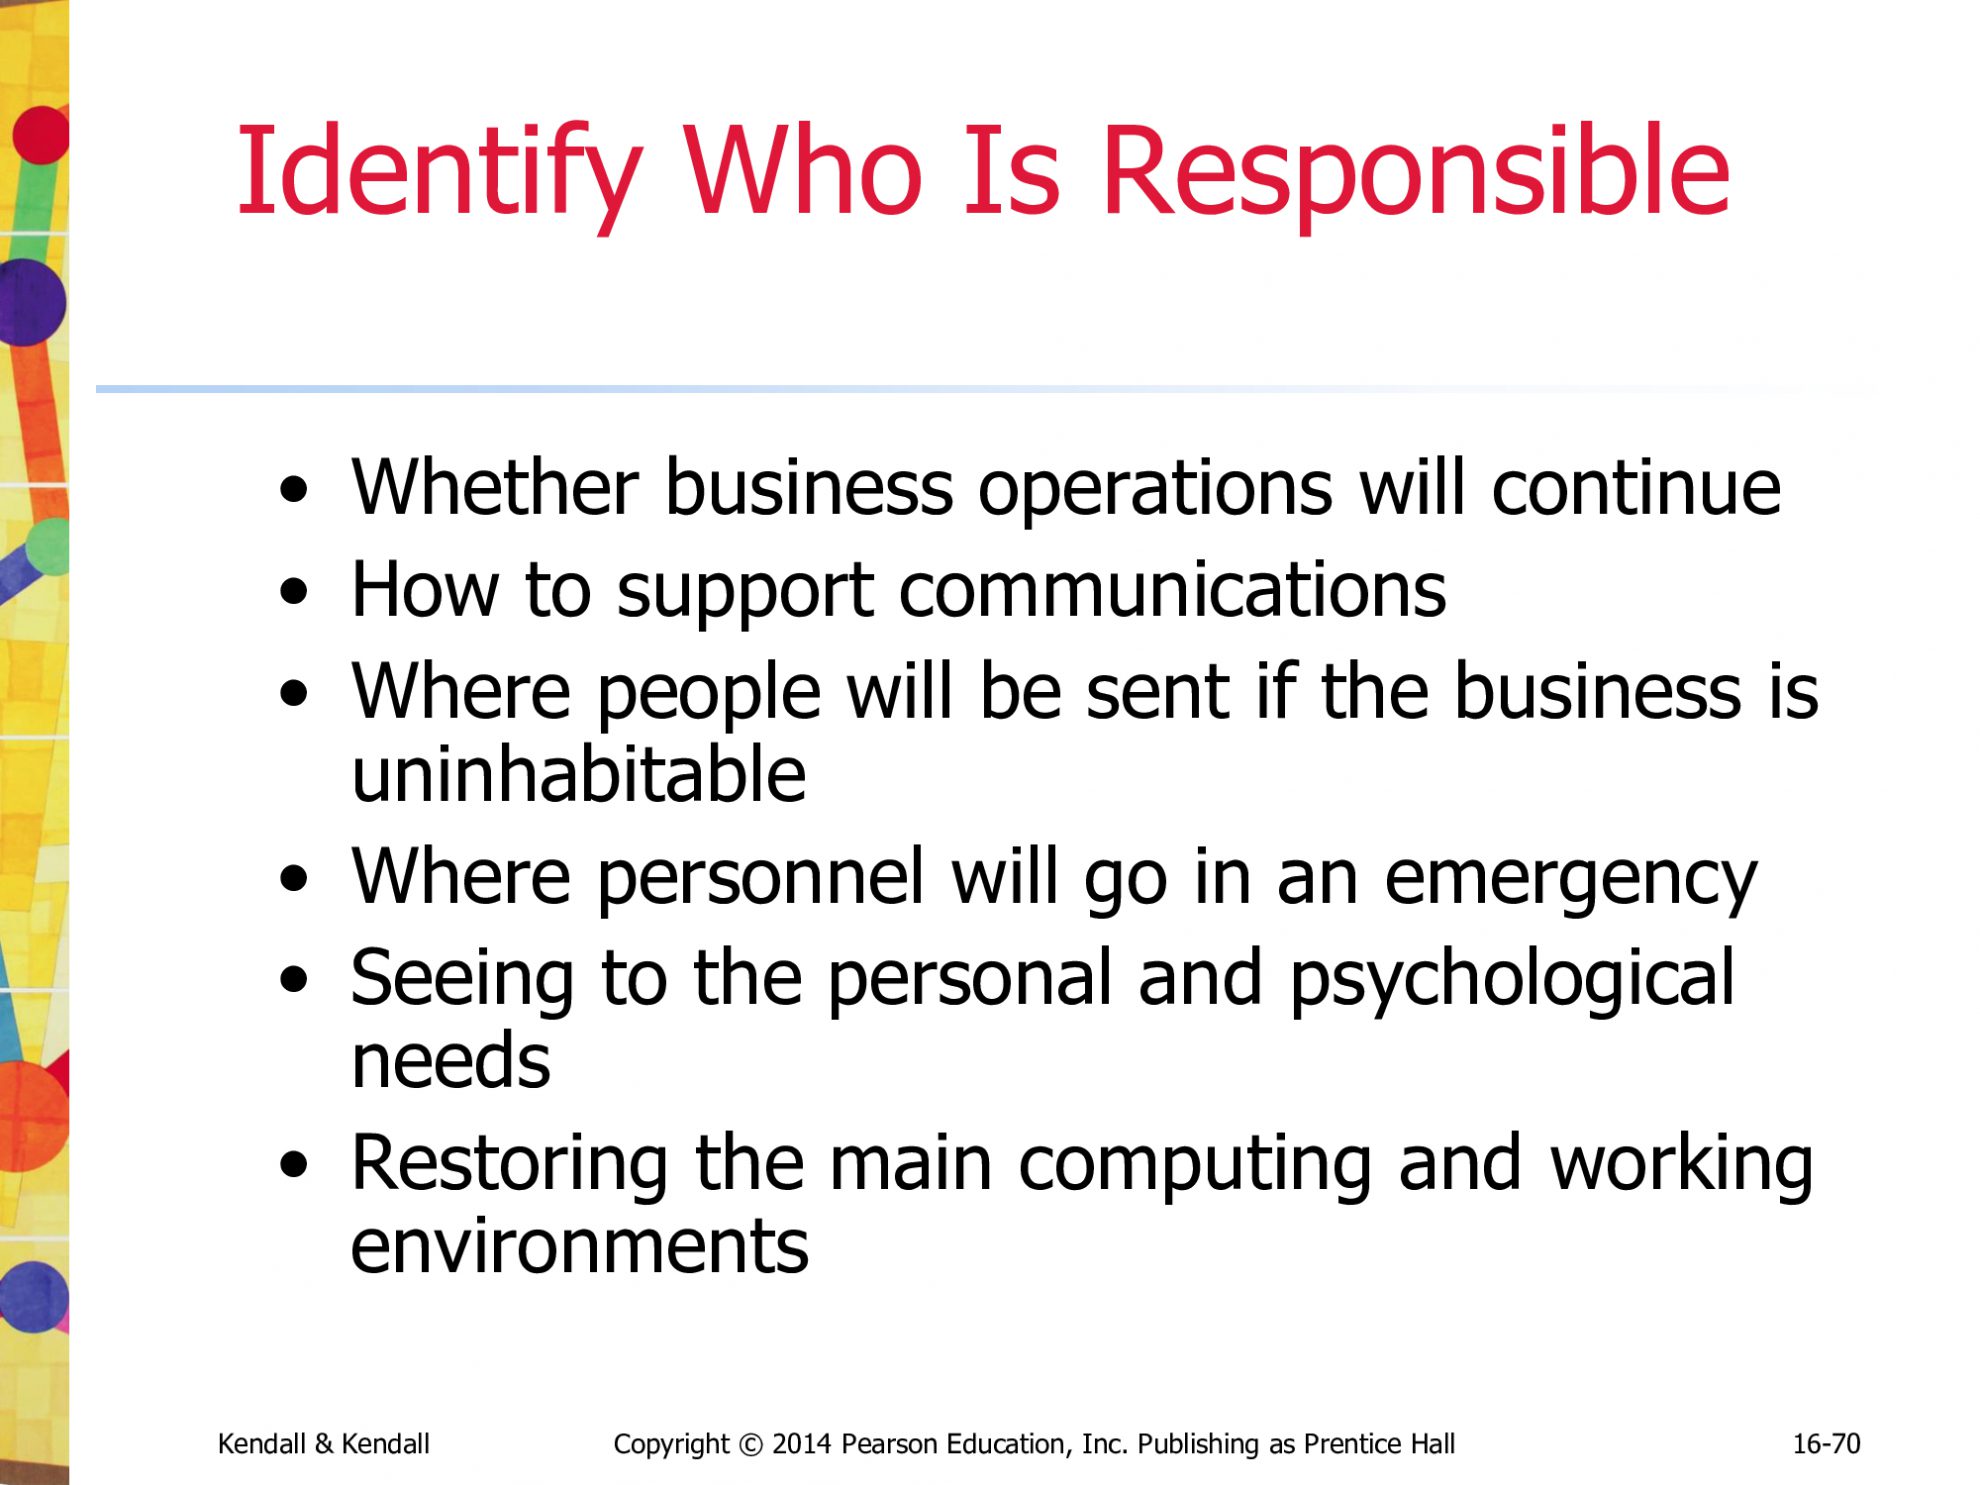 Identify Who Is Responsible
• Whether business operations will continue
• How to support communications
• Where people will be sent if the business is
uninhabitable
• Where personnel will go in an emergency
• Seeing to the personal and psychological
needs
• Restoring the main computing and working
environments
Kendall & Kendall
Copyright © 2014 Pearson Education, Inc. Publishing as Prentice Hall
16-70